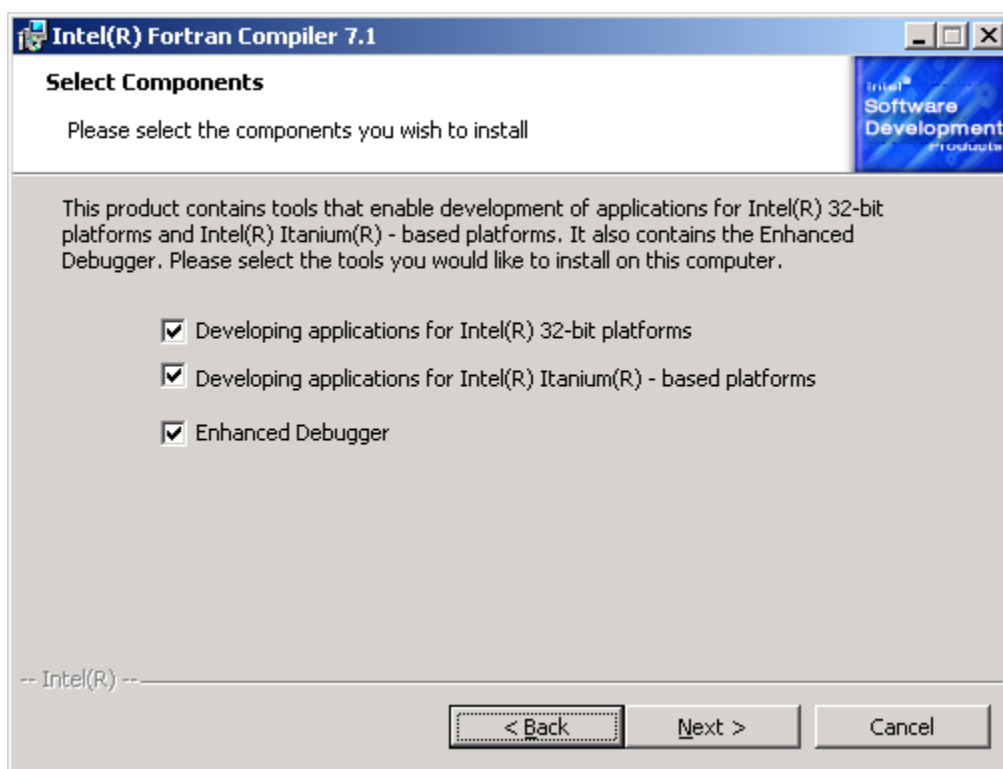 Intel(R) Fortran Compiler 7.1
Select Components
Please select the components you wish to install
Intel®
Software
Development
Products
This product contains tools that enable development of applications for Intel(R) 32-bit
platforms and Intel(R) Itanium(R) - based platforms. It also contains the Enhanced
Debugger. Please select the tools you would like to install on this computer.
Developing applications for Intel(R) 32-bit platforms
Developing applications for Intel(R) Itanium(R) - based platforms
Enhanced Debugger
-- Intel(R) --
< Back
Next >
Cancel